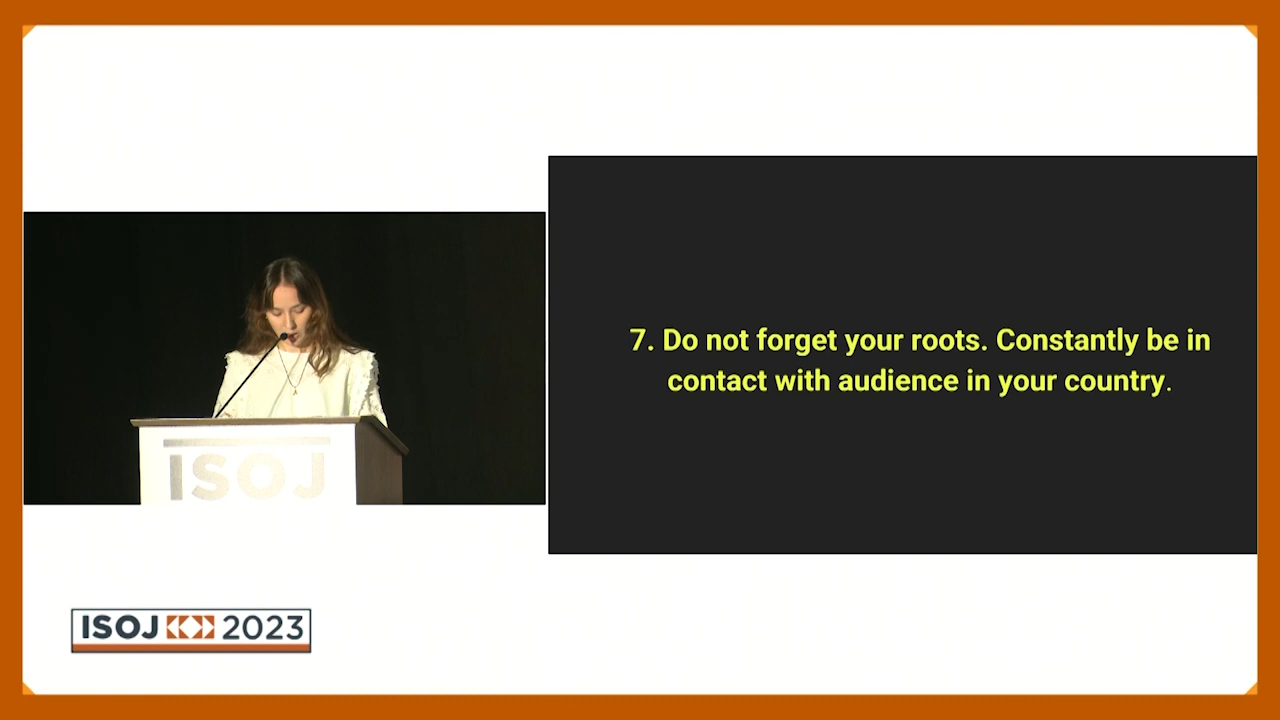 7. Do not forget your roots. Constantly be in
contact with audience in your country.
ISOJ
ISOJ 2023